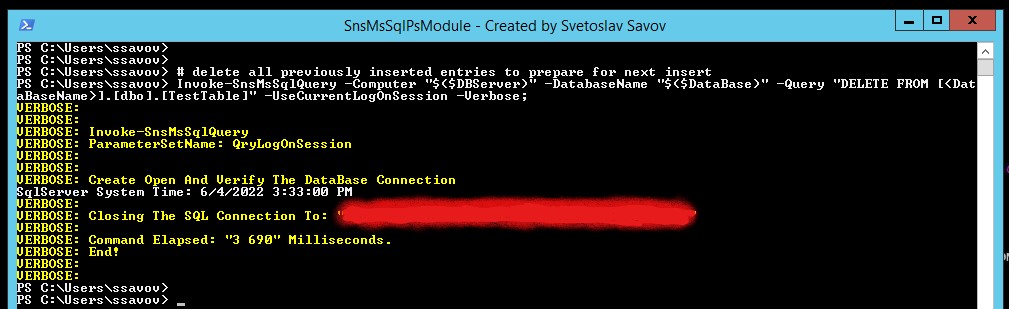 SnsMsSqlPsModule - Created by Svetoslav Savov
PS C:\Users\ssavov>
PS C:\Users\ssavov>
PS C:\Users\ssavov> # delete all previously inserted entries to prepare for next insert
PS C:\Users\ssavov> Invoke-SnsMsSqlQuery -Computer "$($DBServer)" -DatabaseName "$($DataBase)" -Query "DELETE FROM [<Dat
aBaseName>].[dbo].[TestTable]" -UseCurrentLogOnSession -Verbose;
VERBOSE:
VERBOSE: Invoke-SnsMsSqlQuery
VERBOSE: ParameterSetName: QryLogOnSession
VERBOSE:
VERBOSE:
VERBOSE: Create Open And Verify The DataBase Connection
SqlServer System Time: 6/4/2022 3:33:00 PM
VERBOSE:
VERBOSE: Closing The SQL Connection To:
VERBOSE:
VERBOSE: Command Elapsed: "3 690" Milliseconds.
VERBOSE: End!
VERBOSE:
VERBOSE:
PS C:\Users\ssavov>
PS C:\Users\ssavov> _